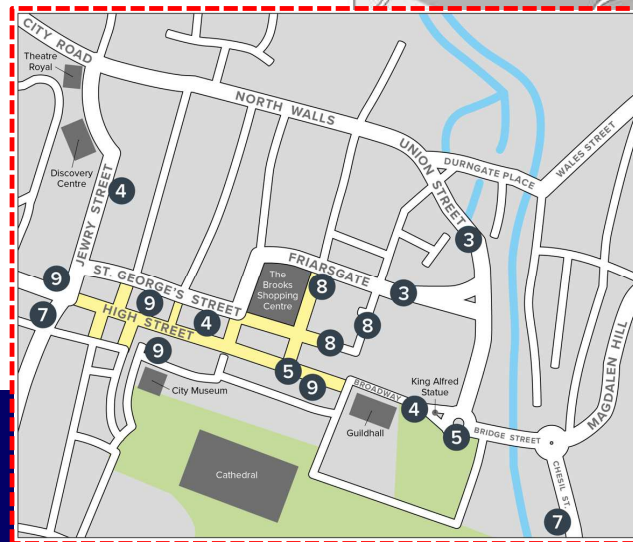 CITY ROAD
Theatre
Royal
NORTH WALLS
UNION STREET
DURNGATE PLACE
WALES STREET
Discovery
Centre
4
JEWRY STREET
3
9
ST. GEORGE'S STREET
FRIARSGATE
The
Brooks
Shopping
Centre
8
3
MAGDALEN HILL
7
HIGH STREET
9
4
8
8
9
5
9
City Museum
BROADWAY
King Alfred
Statue
4
Guildhall
5
BRIDGE STREET
Cathedral
CHESIL ST.
7